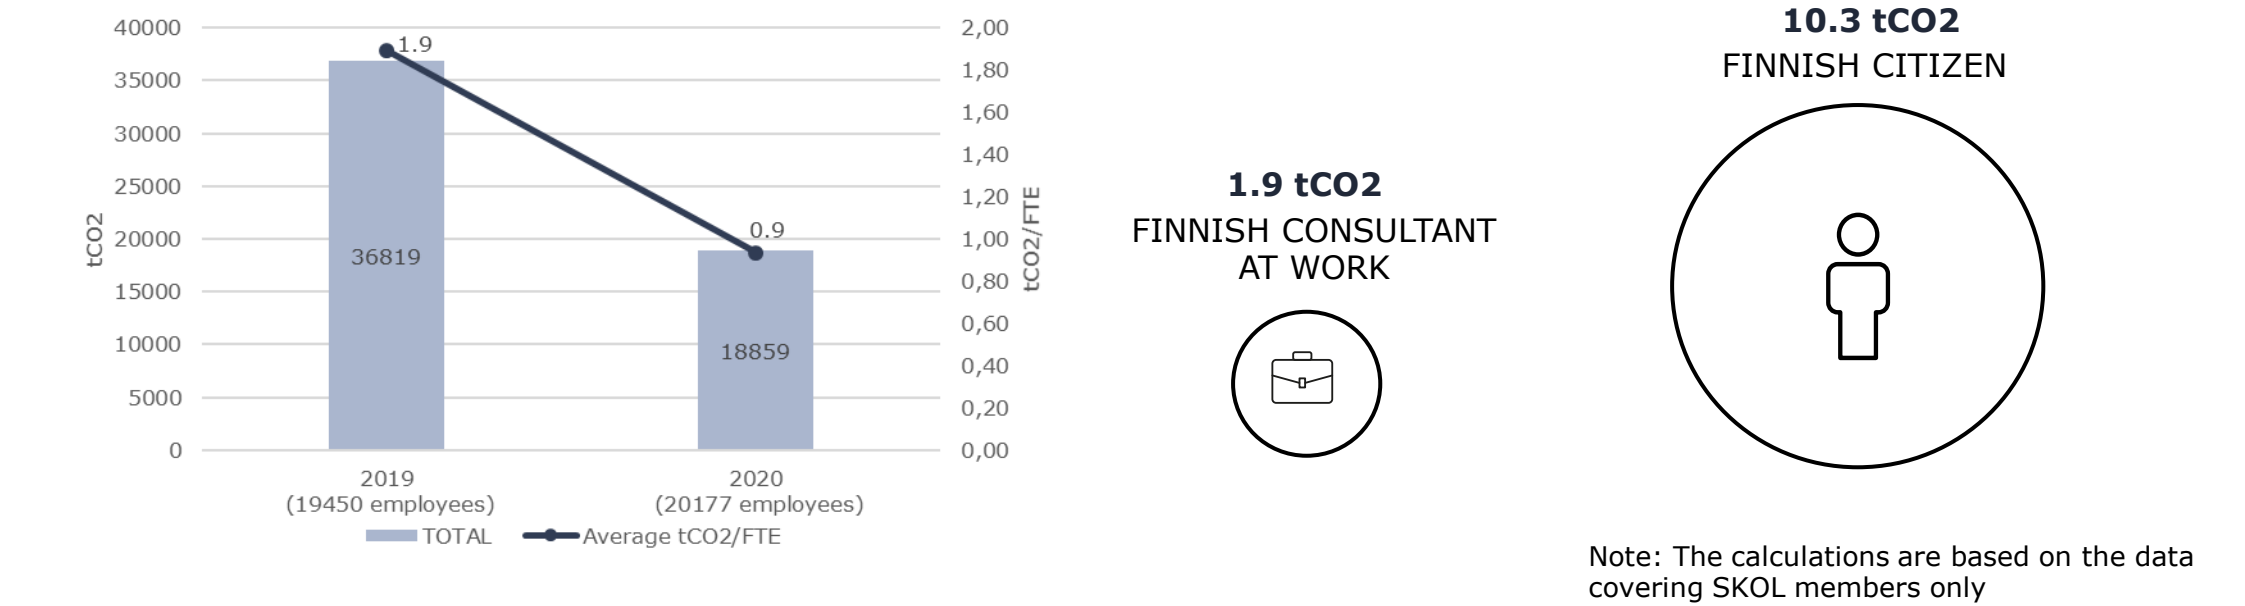 40000
35000
30000
25000
20000
15000
10000
5000
0
tCO2
2,00
1,80
1,60
1,40
1,20
1,00
0,80
0,60
0,40
0,20
0,00
tCO2/FTE
1.9
0.9
36819
18859
2019
(19450 employees)
2020
(20177 employees)
TOTAL
Average tCO2/FTE
1.9 tCO2
FINNISH CONSULTANT
AT WORK
10.3 tCO2
FINNISH CITIZEN
Note: The calculations are based on the data
covering SKOL members only